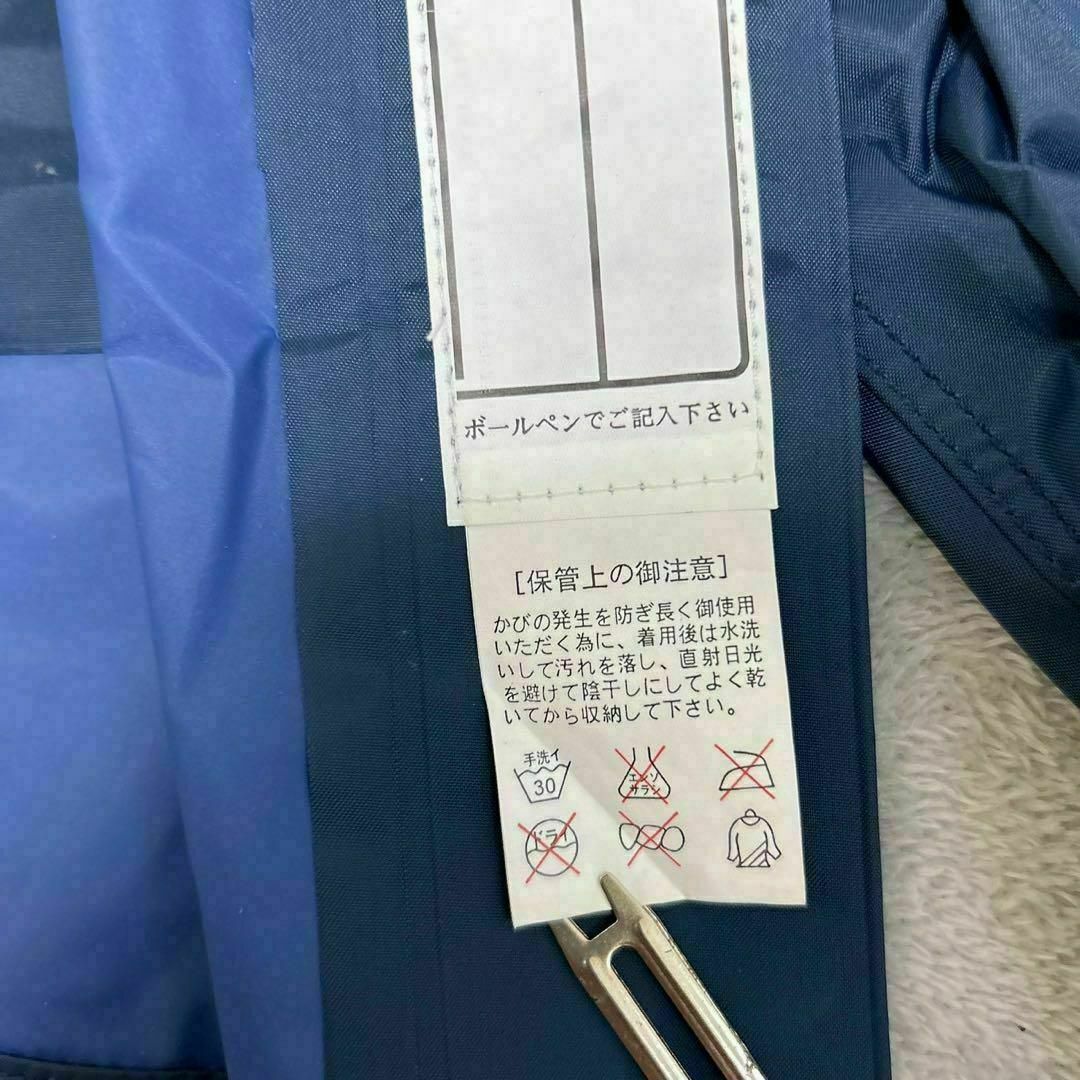 ボールペンでご記入下さい
［保管上の御注意］
かびの発生を防ぎ長く御使用
いただく為に、着用後は水洗
いして汚れを落し、直射日光
を避けて陰干しにしてよく乾
いてから収納して下さい。
手洗イ
30
エンソ
サラシ
ドライ